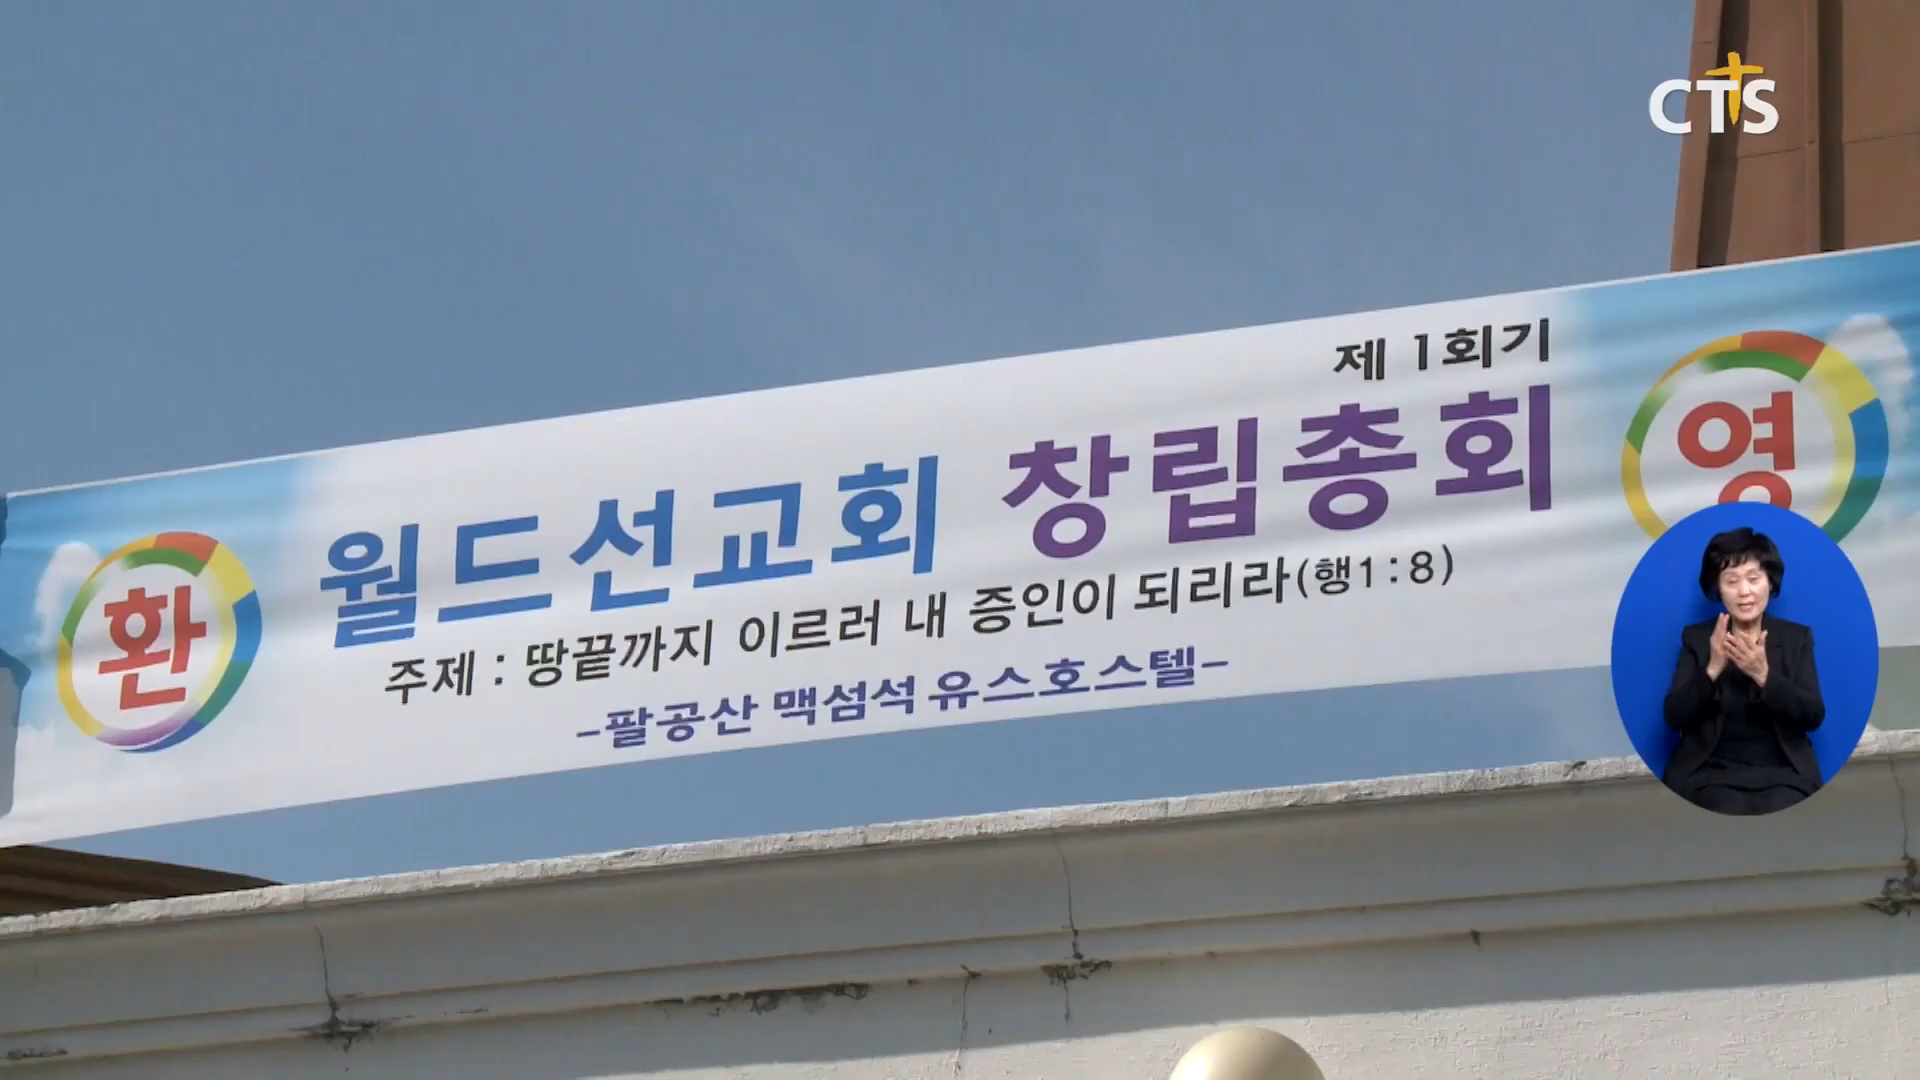 CTS
제 1회기
환 월드선교회 창립총회 영
주제 : 땅끝까지 이르러 내 증인이 되리라(행1:8)
-팔공산 맥섬석 유스호스텔-